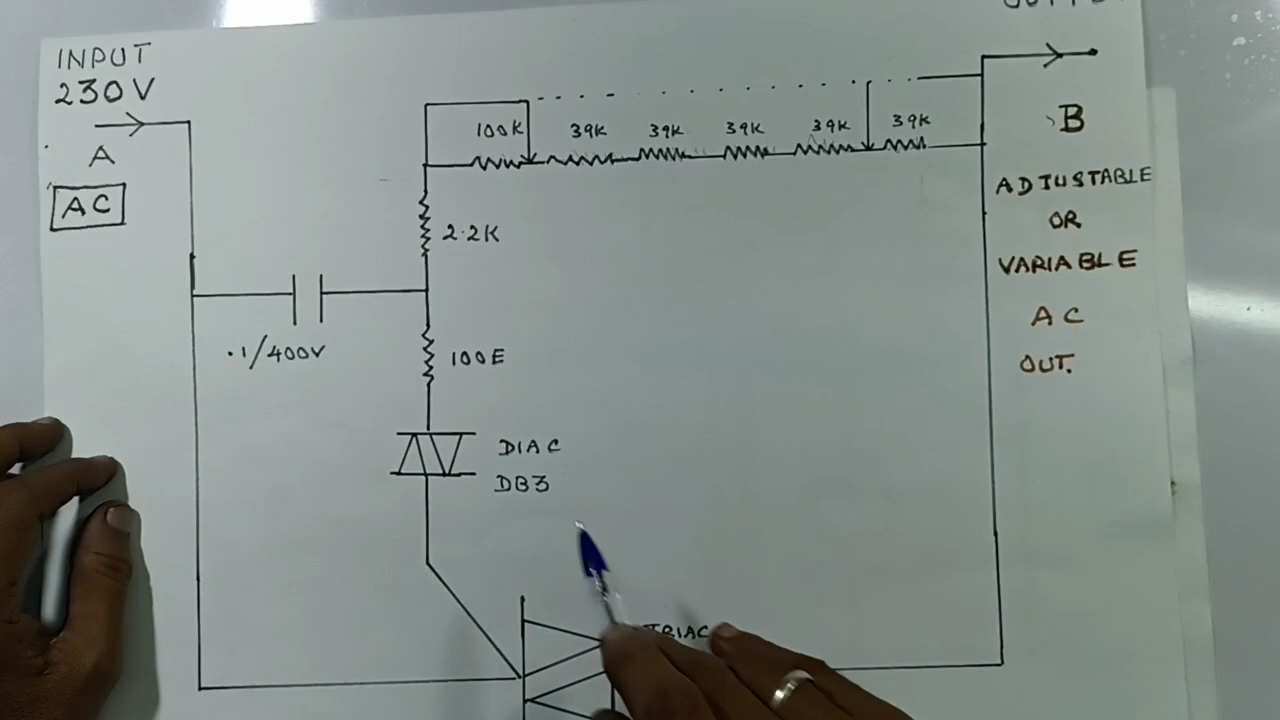 INPUT
230V
A
AC
100K
39K
39K
39K
39K
39K
2.2K
.1/400V
100E
DIAC
DB3
TRIAC
B
ADJUSTABLE
OR
VARIABLE
AC
OUT.